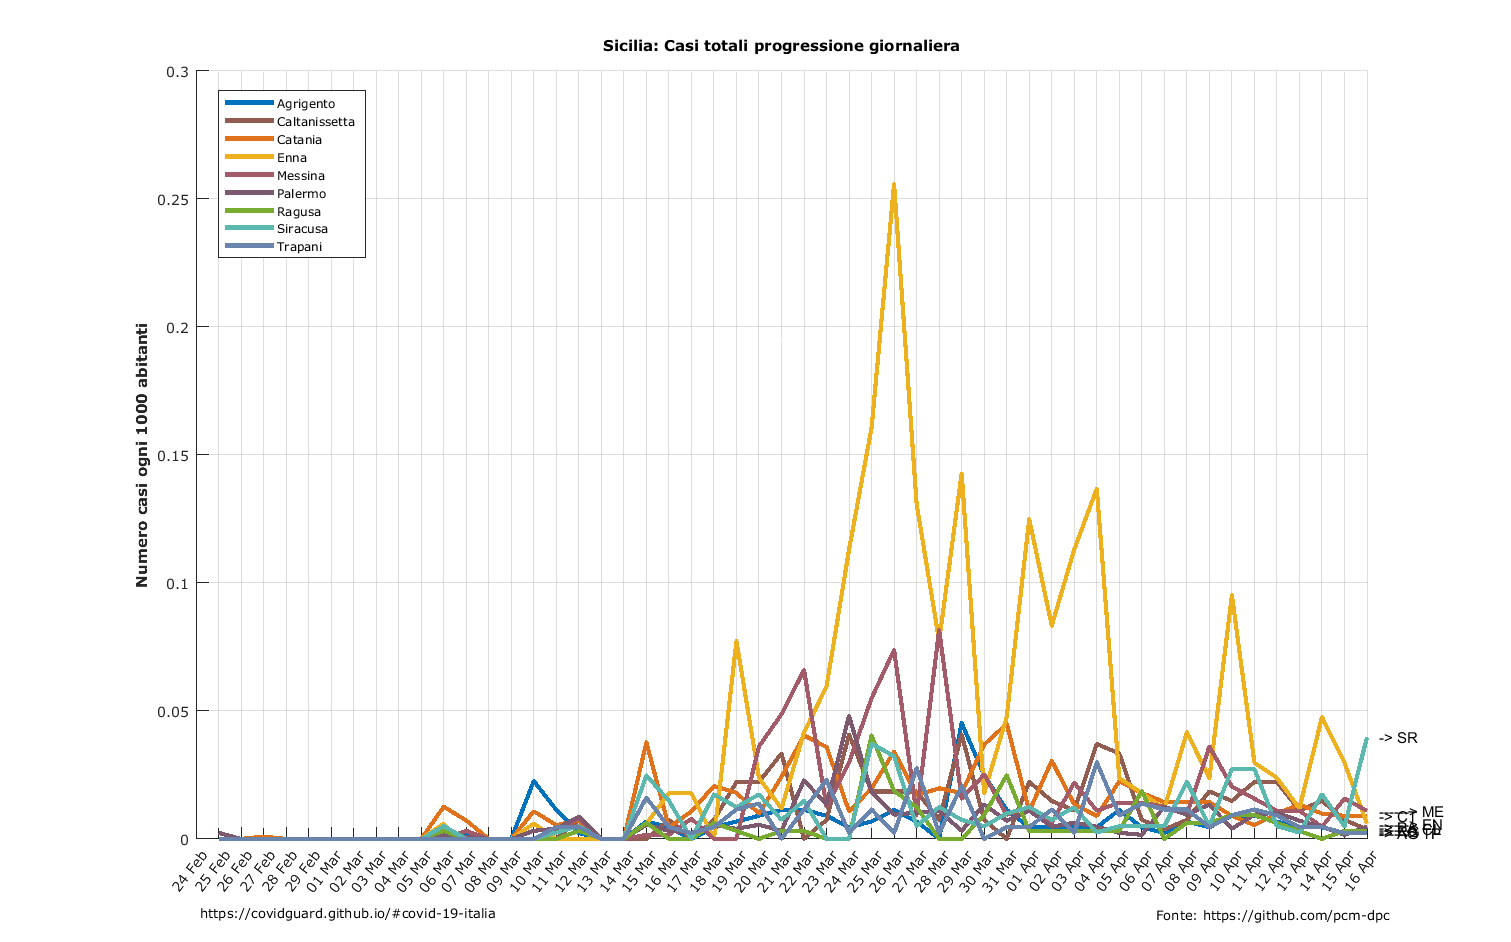 Sicilia: Casi totali progressione giornaliera
Numero casi ogni 1000 abitanti
0.3
0.25
0.2
0.15
0.1
0.05
0
Agrigento
Caltanissetta
Catania
Enna
Messina
Palermo
Ragusa
Siracusa
Trapani
-> SR
-> ME
-> CT
24 Feb
25 Feb
26 Feb
27 Feb
28 Feb
29 Feb
01 Mar
02 Mar
03 Mar
04 Mar
05 Mar
06 Mar
07 Mar
08 Mar
09 Mar
10 Mar
11 Mar
12 Mar
13 Mar
14 Mar
15 Mar
16 Mar
17 Mar
18 Mar
19 Mar
20 Mar
21 Mar
22 Mar
23 Mar
24 Mar
25 Mar
26 Mar
27 Mar
28 Mar
29 Mar
30 Mar
31 Mar
01 Apr
02 Apr
03 Apr
04 Apr
05 Apr
06 Apr
07 Apr
08 Apr
09 Apr
10 Apr
11 Apr
12 Apr
13 Apr
14 Apr
15 Apr
16 Apr
https://covidguard.github.io/#covid-19-italia
Fonte: https://github.com/pcm-dpc